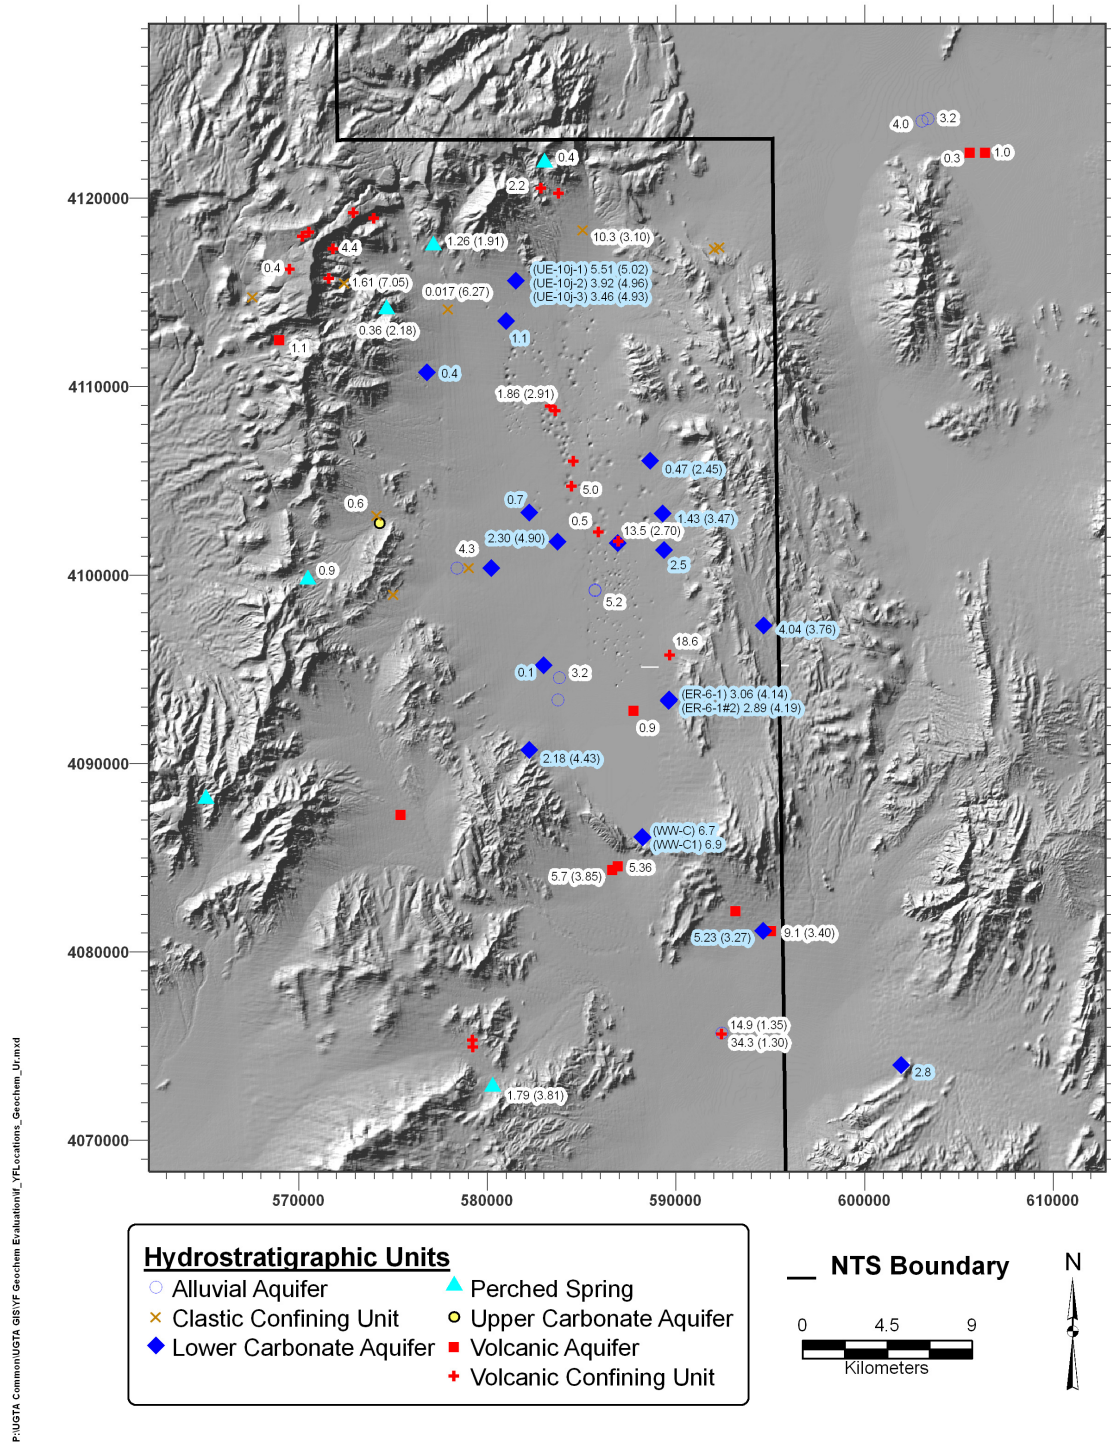 4.0
3.2
0.3
1.0
4120000
0.4
2.2
10.3 (3.10)
1.26 (1.91)
4.4
0.4
1.61 (7.05)
0.017 (6.27)
(UE-10j-1) 5.51 (5.02)
(UE-10j-2) 3.92 (4.96)
(UE-10j-3) 3.46 (4.93)
0.36 (2.18)
1.1
1.1
0.4
4110000
1.86 (2.91)
0.47 (2.45)
5.0
0.7
0.6
0.5
1.43 (3.47)
13.5 (2.70)
2.30 (4.90)
4.3
2.5
0.9
4100000
5.2
4.04 (3.76)
18.6
0.1
3.2
(ER-6-1) 3.06 (4.14)
(ER-6-1#2) 2.89 (4.19)
0.9
2.18 (4.43)
4090000
(WW-C) 6.7
(WW-C1) 6.9
5.36
5.7 (3.85)
5.23 (3.27)
9.1 (3.40)
4080000
14.9 (1.35)
34.3 (1.30)
2.8
1.79 (3.81)
4070000
570000 580000 590000 600000 610000
Hydrostratigraphic Units
Alluvial Aquifer
Clastic Confining Unit
Lower Carbonate Aquifer
Perched Spring
Upper Carbonate Aquifer
Volcanic Aquifer
Volcanic Confining Unit
NTS Boundary
0 4.5 9
Kilometers
N
P:\UGTA Common\UGTA GIS\YF Geochem Evaluation\lf_YFLocations_Geochem_Ur.mxd